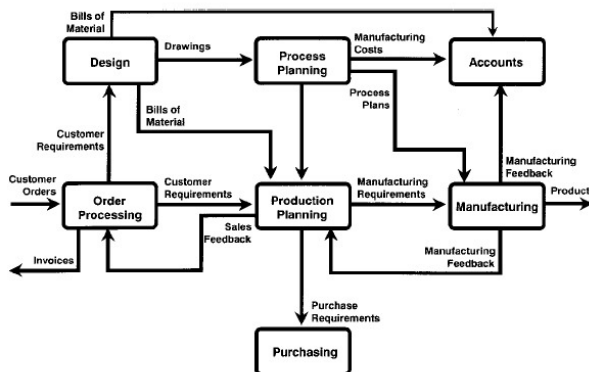 Bills of
Material
Design
Drawings
Process
Planning
Manufacturing
Costs
Accounts
Process
Plans
Bills of
Material
Customer
Requirements
Customer
Orders
Order
Processing
Customer
Requirements
Sales
Feedback
Production
Planning
Manufacturing
Requirements
Manufacturing
Manufacturing
Feedback
Product
Manufacturing
Feedback
Invoices
Purchase
Requirements
Purchasing